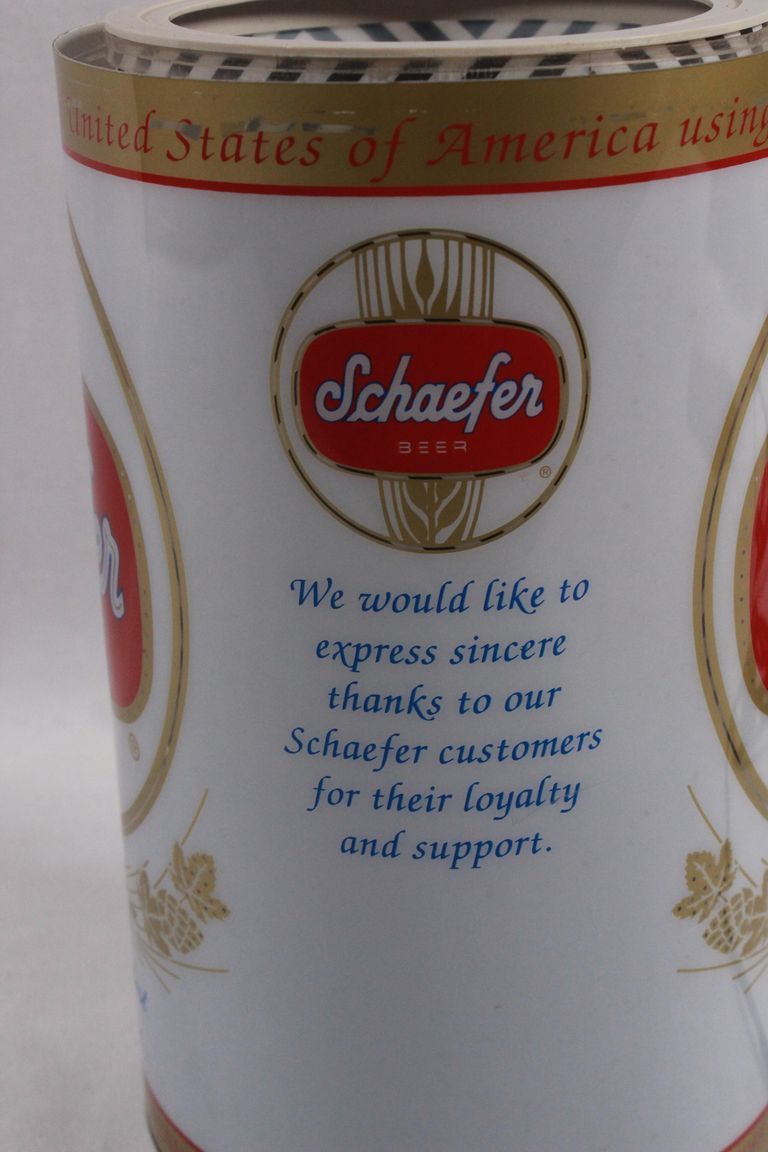 United States of America using
Schaefer
BEER
®
We would like to
express sincere
thanks to our
Schaefer customers
for their loyalty
and support.
er
®